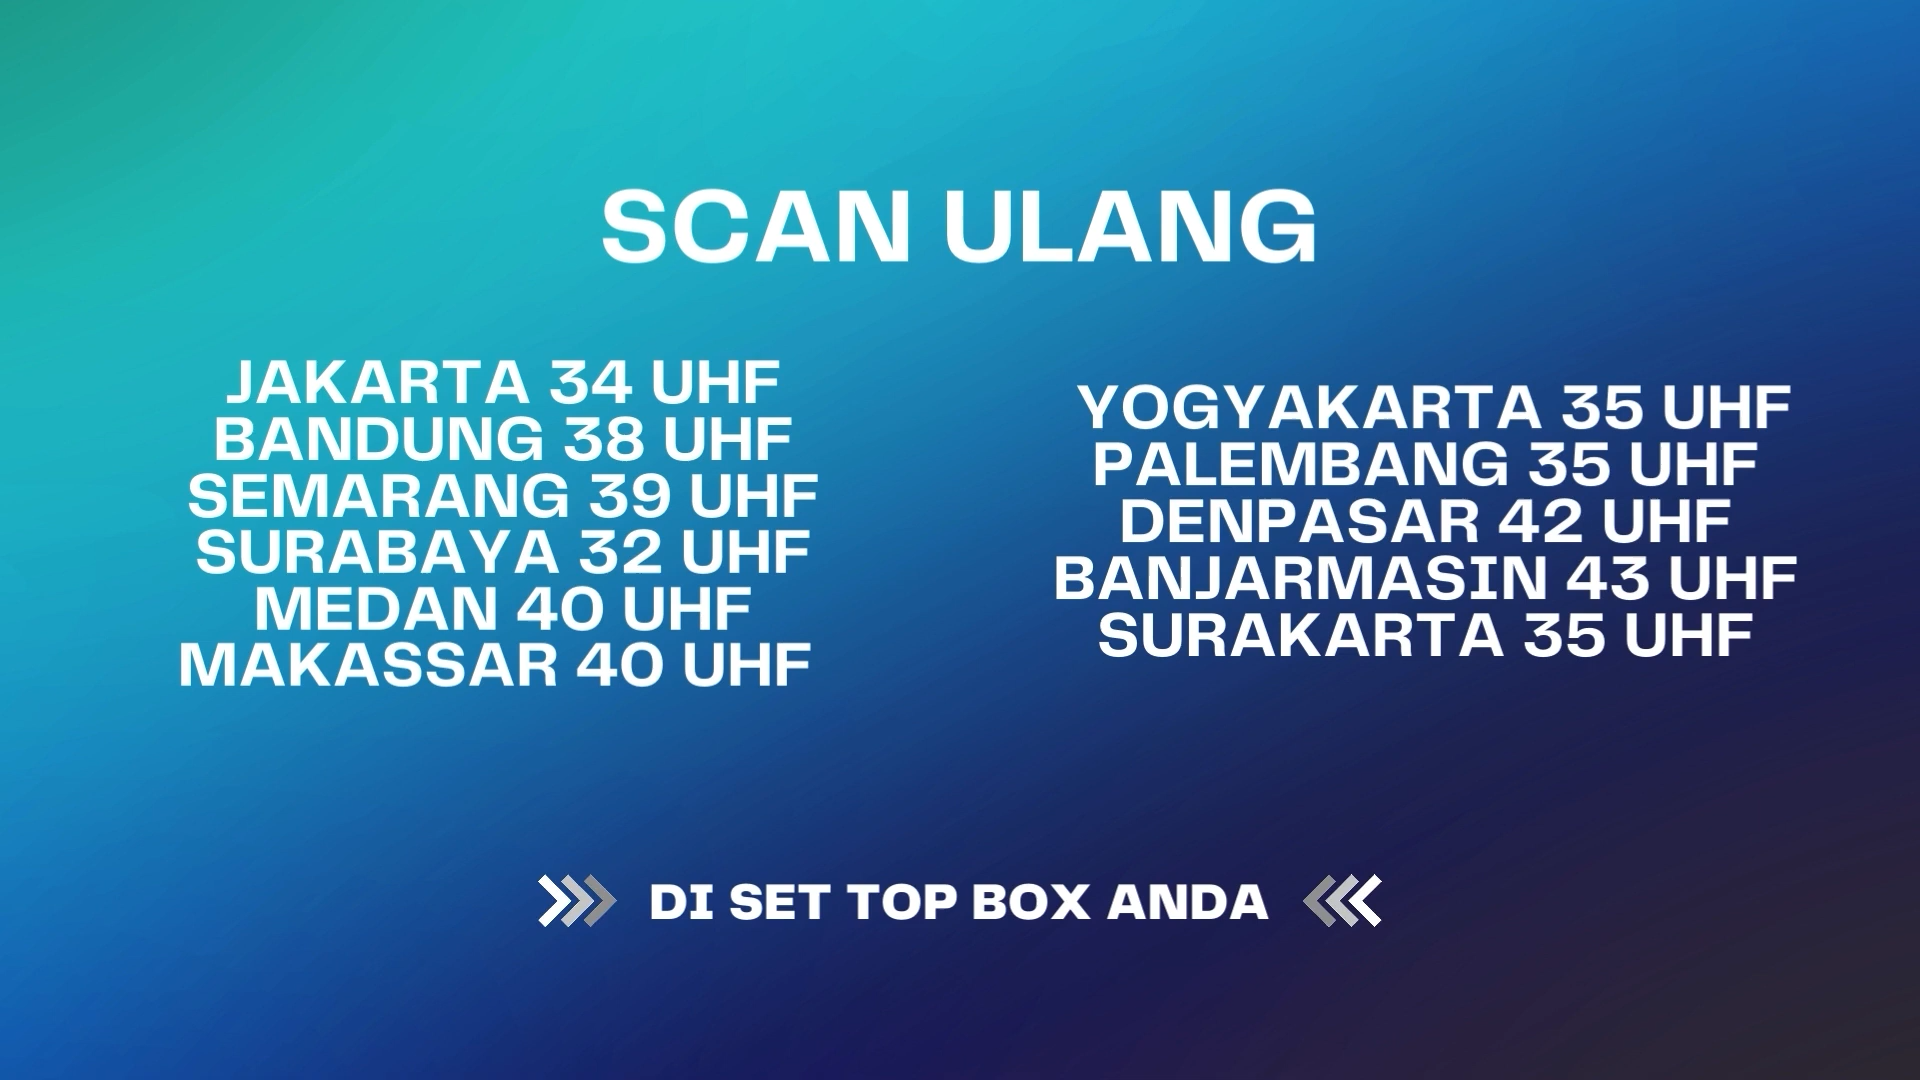 SCAN ULANG
JAKARTA 34 UHF
BANDUNG 38 UHF
SEMARANG 39 UHF
SURABAYA 32 UHF
MEDAN 40 UHF
MAKASSAR 40 UHF
YOGYAKARTA 35 UHF
PALEMBANG 35 UHF
DENPASAR 42 UHF
BANJARMASIN 43 UHF
SURAKARTA 35 UHF
DI SET TOP BOX ANDA